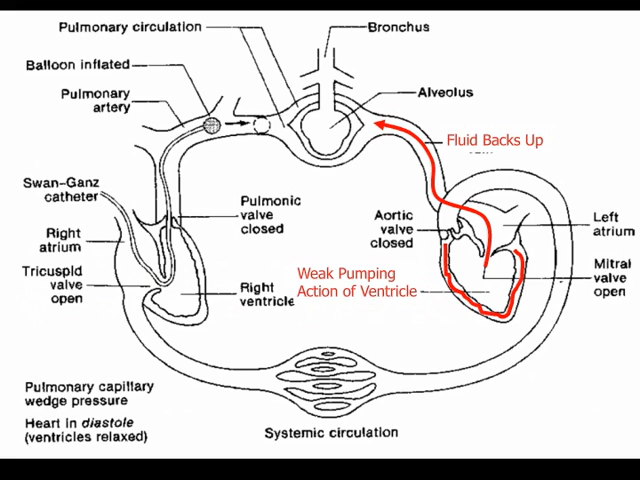 Pulmonary circulation
Bronchus
Balloon inflated
Pulmonary
artery
Alveolus
Fluid Backs Up
Swan-Ganz
catheter
Pulmonic
valve
closed
Aortic
valve
closed
Left
atrium
Right
atrium
Tricuspid
valve
open
Right
ventricle
Weak Pumping
Action of Ventricle
Mitral
valve
open
Pulmonary capillary
wedge pressure
Heart in diastole
(ventricles relaxed)
Systemic circulation